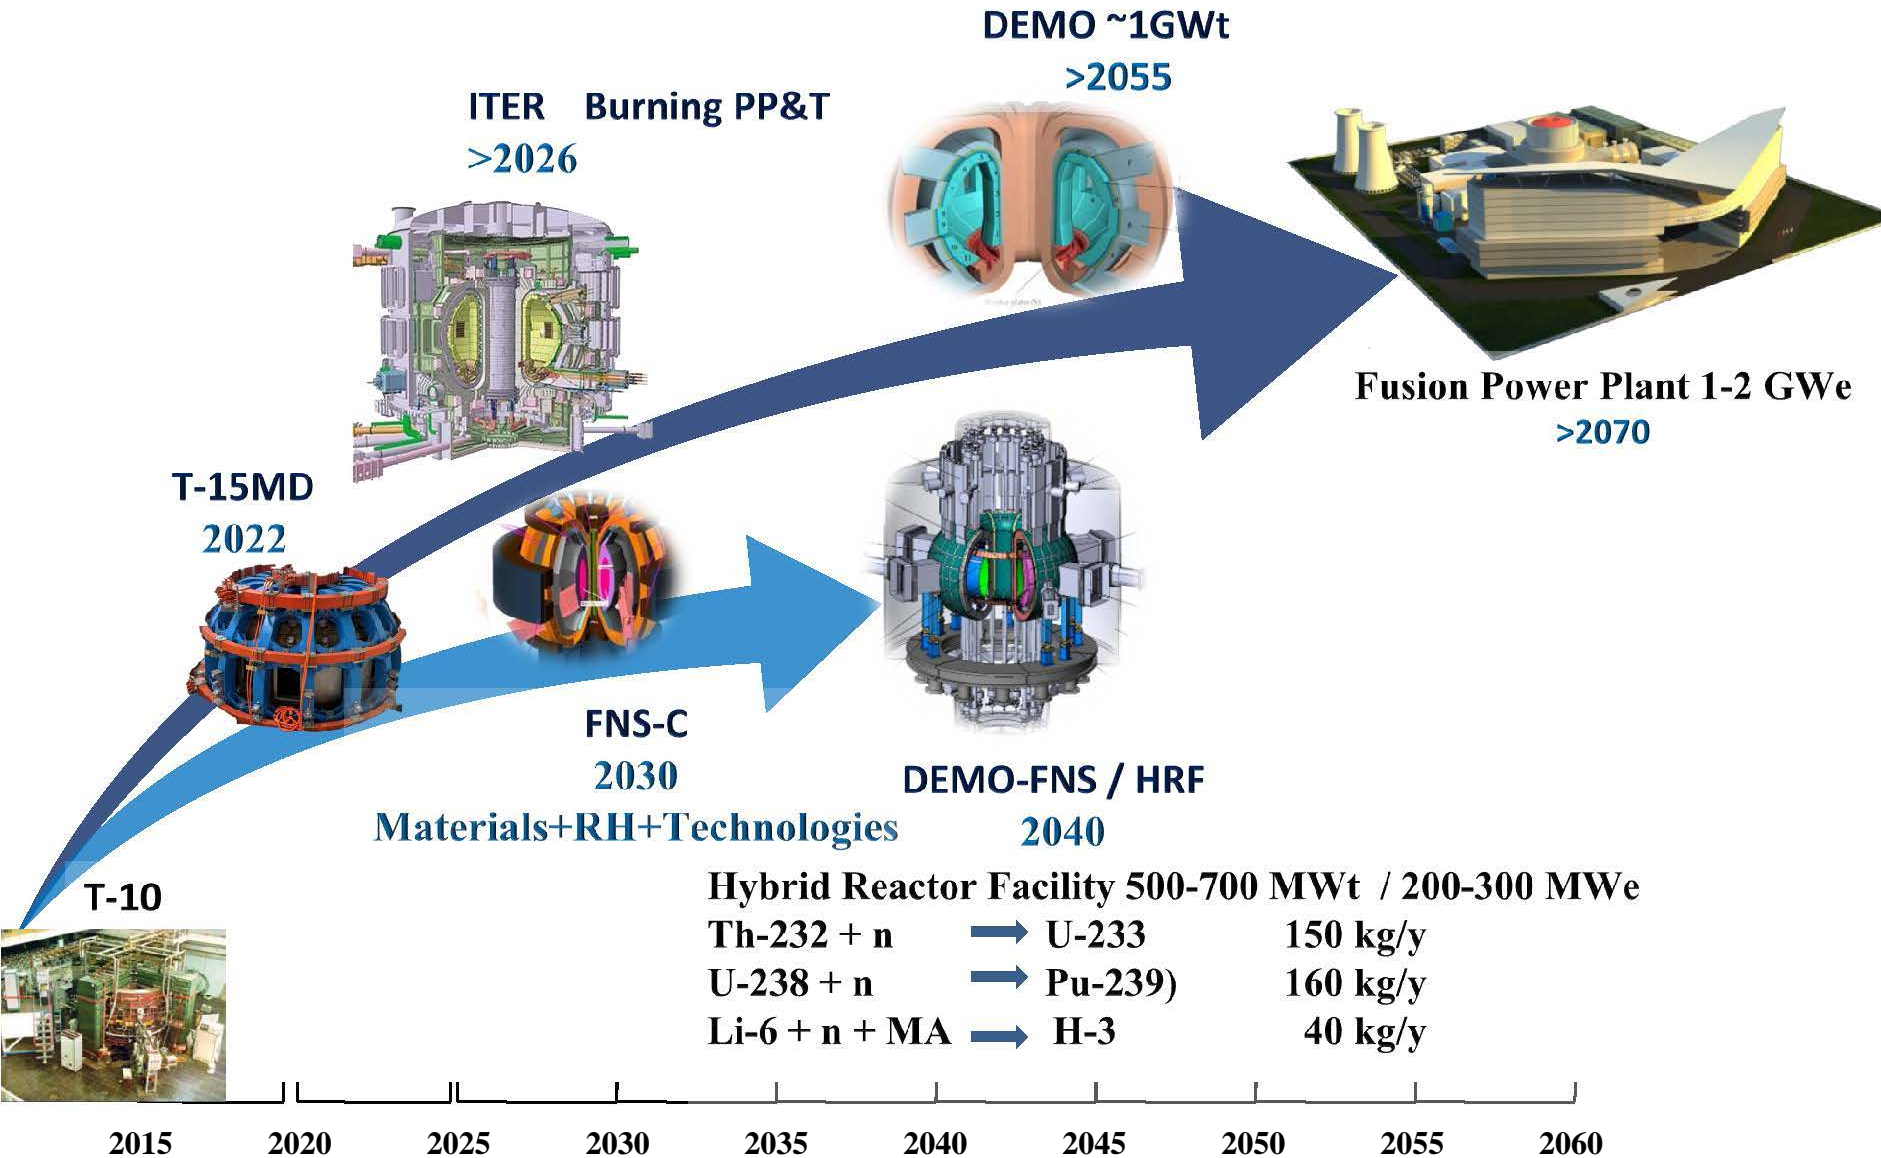 DEMO ~1GWt
>2055
ITER Burning PP&T
>2026
Fusion Power Plant 1-2 GWe
>2070
T-15MD
2022
FNS-C
2030
Materials+RH+Technologies
DEMO-FNS / HRF
2040
T-10
Hybrid Reactor Facility 500-700 MWt / 200-300 MWe
Th-232 + n U-233 150 kg/y
U-238 + n Pu-239) 160 kg/y
Li-6 + n + MA H-3 40 kg/y
2015 2020 2025 2030 2035 2040 2045 2050 2055 2060